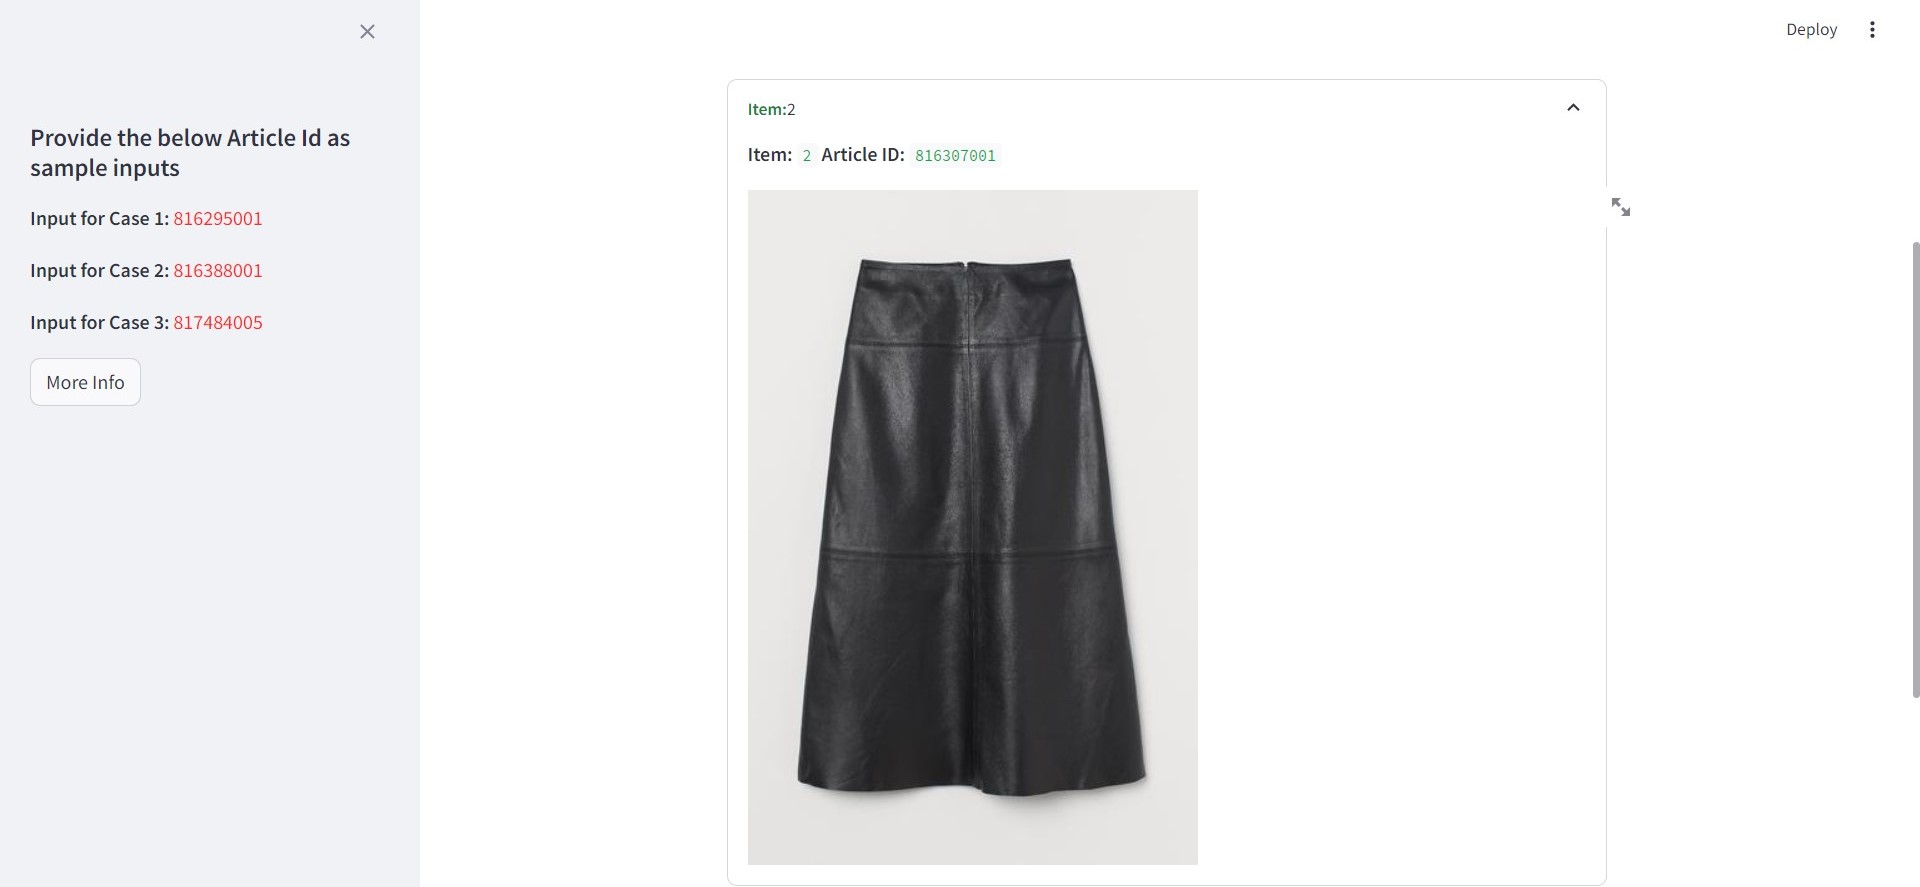 Provide the below Article Id as
sample inputs
Input for Case 1: 816295001
Input for Case 2: 816388001
Input for Case 3: 817484005
More Info
Deploy
Item:2
Item: 2 Article ID: 816307001